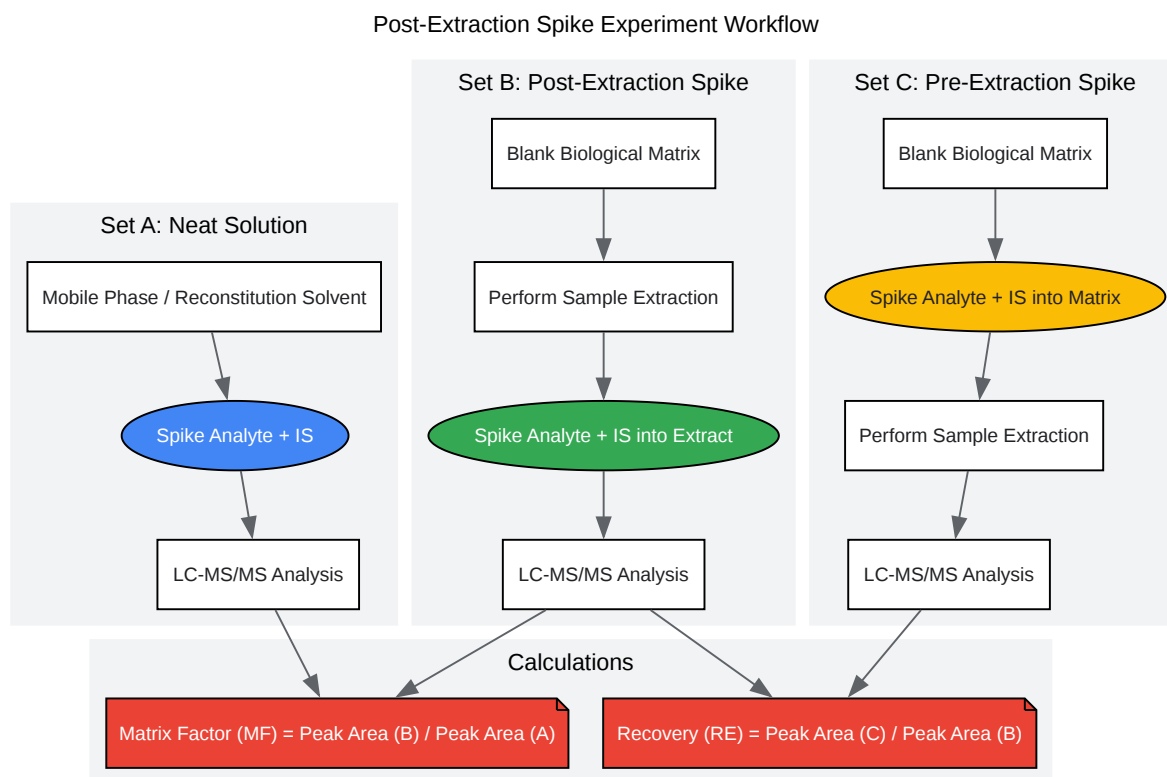 Post-Extraction Spike Experiment Workflow
Set A: Neat Solution
Mobile Phase / Reconstitution Solvent
Spike Analyte + IS
LC-MS/MS Analysis
Set B: Post-Extraction Spike
Blank Biological Matrix
Perform Sample Extraction
Spike Analyte + IS into Extract
LC-MS/MS Analysis
Set C: Pre-Extraction Spike
Blank Biological Matrix
Spike Analyte + IS into Matrix
Perform Sample Extraction
LC-MS/MS Analysis
Calculations
Matrix Factor (MF) = Peak Area (B) / Peak Area (A)
Recovery (RE) = Peak Area (C) / Peak Area (B)